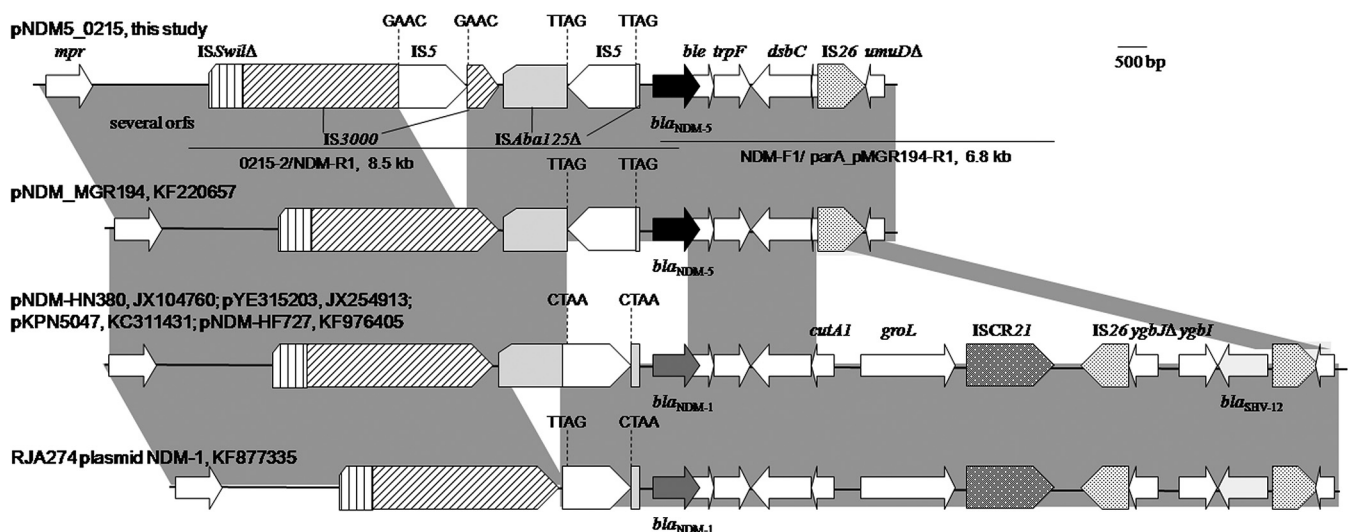 GAAC GAAC TTAG TTAG
pNDM5_0215, this study
mpr ISSwilΔ IS5 IS5 ble trpF dsbC IS26 umuDΔ
500 bp
several orfs
IS3000 ISAba125Δ blaNDM-5
0215-2/NDM-R1, 8.5 kb NDM-F1/ parA_pMGR194-R1, 6.8 kb
TTAG TTAG
pNDM_MGR194, KF220657
blaNDM-5
pNDM-HN380, JX104760; pYE315203, JX254913;
CTAA CTAA
pKPN5047, KC311431; pNDM-HF727, KF976405
cutA1 groL ISCR21 IS26 ygbJΔ ygbI
blaNDM-1 blaSHV-12
TTAG CTAA
RJA274 plasmid NDM-1, KF877335
blaNDM-1